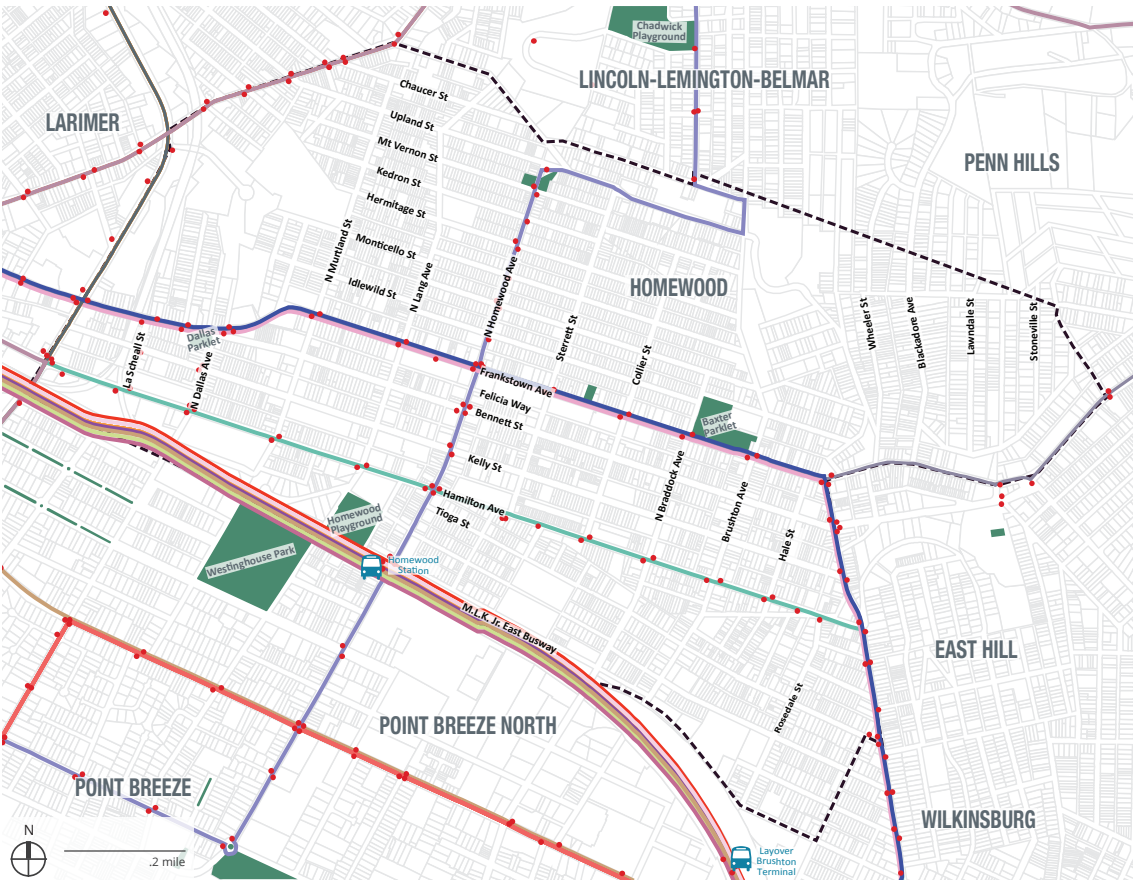 Chadwick
Playground
LINCOLN-LEMINGTON-BELMAR
LARIMER
Chaucer St
Upland St
Mt Vernon St
PENN HILLS
Kedron St
Hermitage St
N Murtland St
Monticello St
N Lang Ave
N Homewood Ave
HOMEWOOD
Idlewild St
Wheeler St
Blackadore Ave
Lawndale St
Stoneville St
Dallas
Parklet
La Scheall St
N Dallas Ave
Sterrett St
Collier St
Frankstown Ave
Felicia Way
Bennett St
Baxter
Parklet
Kelly St
N Braddock Ave
Brushton Ave
Hale St
Hamilton Ave
Tioga St
Homewood
Playground
Westinghouse Park
Homewood
Station
M.L.K. Jr. East Busway
EAST HILL
Rosedale St
POINT BREEZE NORTH
POINT BREEZE
WILKINSBURG
N
.2 mile
Layover
Brushton
Terminal